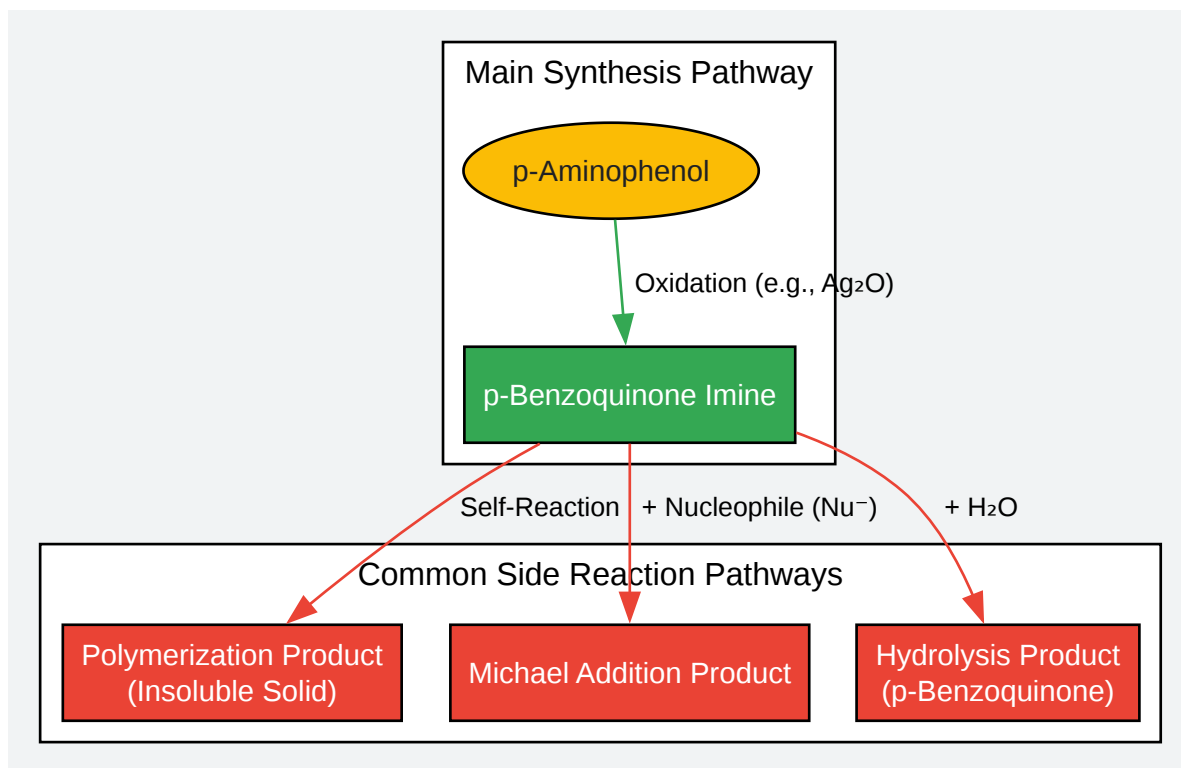 Main Synthesis Pathway
p-Aminophenol
Oxidation (e.g., Ag₂O)
p-Benzoquinone Imine
Self-Reaction
+ Nucleophile (Nu⁻)
+ H₂O
Common Side Reaction Pathways
Polymerization Product
(Insoluble Solid)
Michael Addition Product
Hydrolysis Product
(p-Benzoquinone)